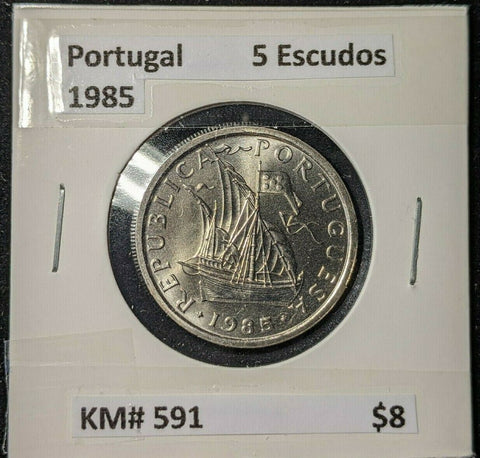 Portugal 5 Escudos
1985
REPUBLICA PORTUGUESA
1985
KM# 591 $8